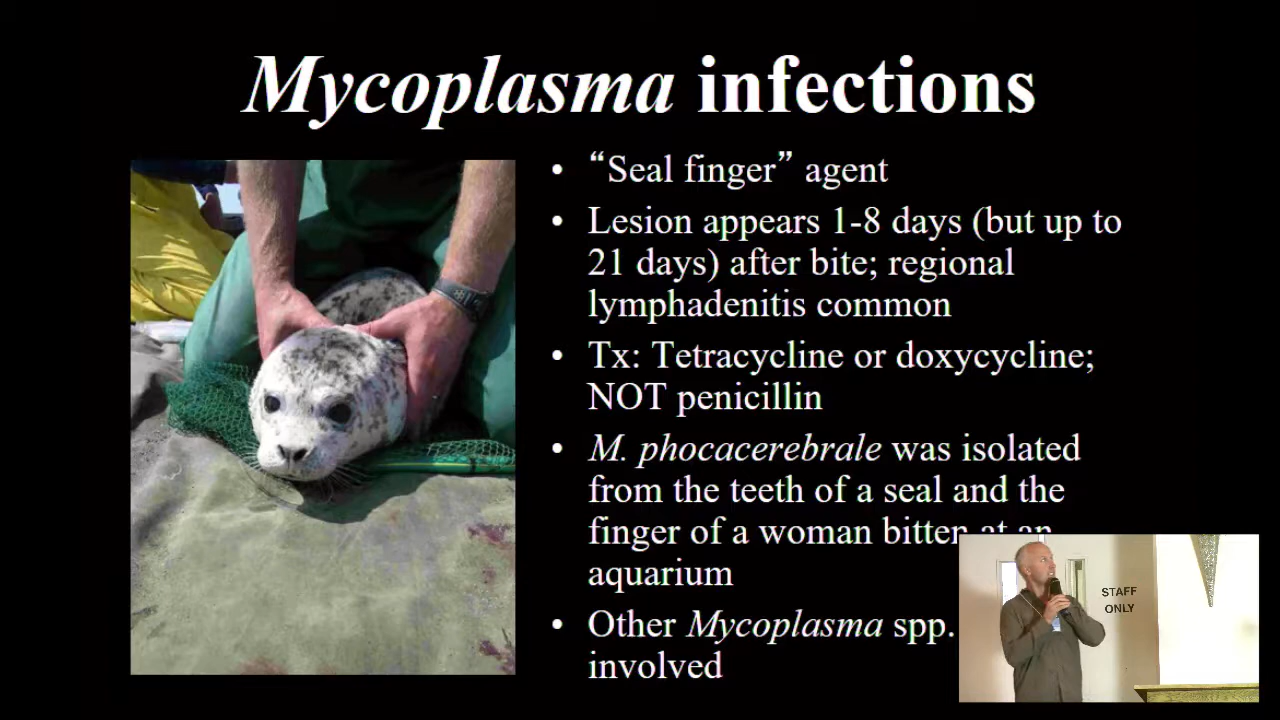 Mycoplasma infections
• “Seal finger” agent
• Lesion appears 1-8 days (but up to
21 days) after bite; regional
lymphadenitis common
• Tx: Tetracycline or doxycycline;
NOT penicillin
• M. phocacerebrale was isolated
from the teeth of a seal and the
finger of a woman bitten at an
aquarium
• Other Mycoplasma spp.
involved
STAFF
ONLY